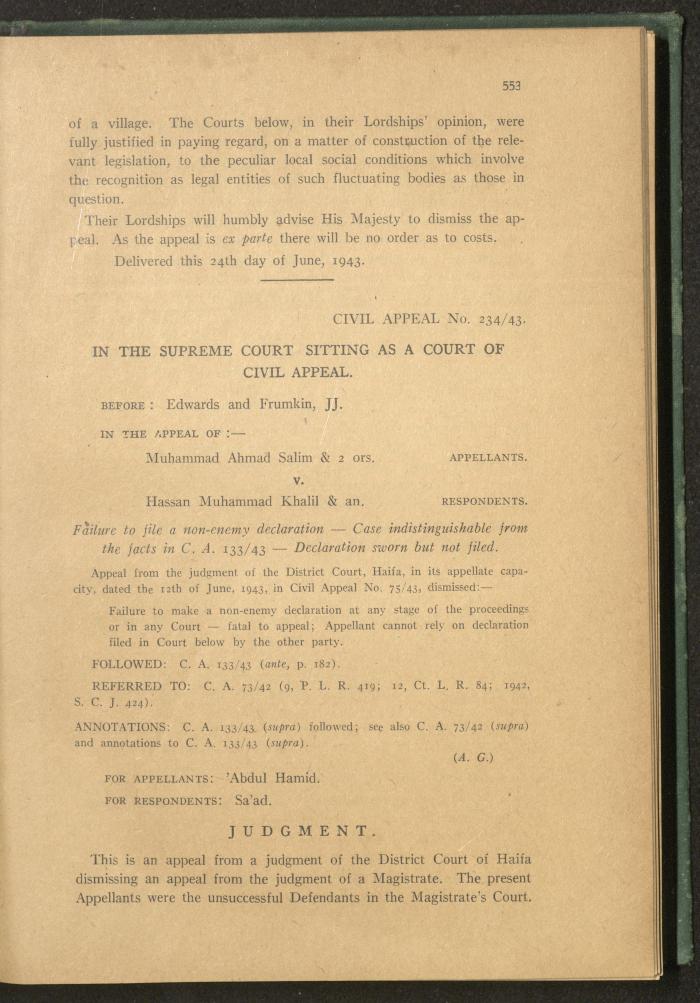 553
of a village. The Courts below, in their Lordships' opinion, were
fully justified in paying regard, on a matter of construction of the rele-
vant legislation, to the peculiar local social conditions which involve
the recognition as legal entities of such fluctuating bodies as those in
question.
Their Lordships will humbly advise His Majesty to dismiss the ap-
peal. As the appeal is ex parte there will be no order as to costs.
Delivered this 24th day of June, 1943.
CIVIL APPEAL No. 234/43.
IN THE SUPREME COURT SITTING AS A COURT OF
CIVIL APPEAL.
BEFORE : Edwards and Frumkin, JJ.
IN THE APPEAL OF :—
Muhammad Ahmad Salim & 2 ors. APPELLANTS.
v.
Hassan Muhammad Khalil & an. RESPONDENTS.
Failure to file a non-enemy declaration — Case indistinguishable from
the facts in C. A. 133/43 — Declaration sworn but not filed.
Appeal from the judgment of the District Court, Haifa, in its appellate capa-
city, dated the 12th of June, 1943, in Civil Appeal No. 75/43, dismissed:—
Failure to make a non-enemy declaration at any stage of the proceedings
or in any Court — fatal to appeal; Appellant cannot rely on declaration
filed in Court below by the other party.
FOLLOWED: C. A. 133/43 (ante, p. 182).
REFERRED TO: C. A. 73/42 (9, P. L. R. 419; 12, Ct. L. R. 84; 1942,
S. C. J. 424).
ANNOTATIONS: C. A. 133/43 (supra) followed; see also C. A. 73/42 (supra)
and annotations to C. A. 133/43 (supra).
(A. G.)
FOR APPELLANTS: 'Abdul Hamid.
FOR RESPONDENTS: Sa'ad.
JUDGMENT.
This is an appeal from a judgment of the District Court of Haifa
dismissing an appeal from the judgment of a Magistrate. The present
Appellants were the unsuccessful Defendants in the Magistrate's Court.